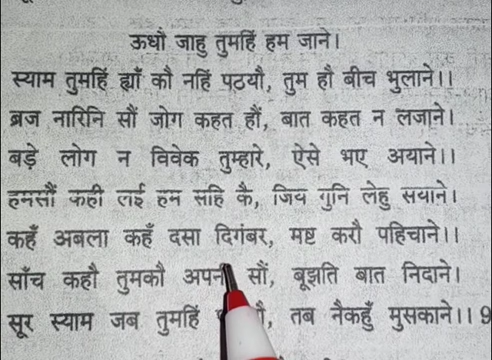 ऊधौ जाहु तुमहिं हम जाने।
स्याम तुमहिं ह्याँ कौ नहिं पठयौ, तुम हौ बीच भुलाने।।
ब्रज नारिनि सौं जोग कहत हौं, बात कहत न लजाने।
बड़े लोग न विवेक तुम्हारे, ऐसे भए अयाने।।
हमसौं कही लई हम सहि कै, जिय गुनि लेहु सयाने।
कहँ अबला कहँ दसा दिगंबर, मष्ट करौ पहिचाने।।
साँच कहौ तुमकौ सौं, बूझति बात निदाने।
सूर स्याम जब तुमहिं तब नैकहुँ मुसकाने।। 9